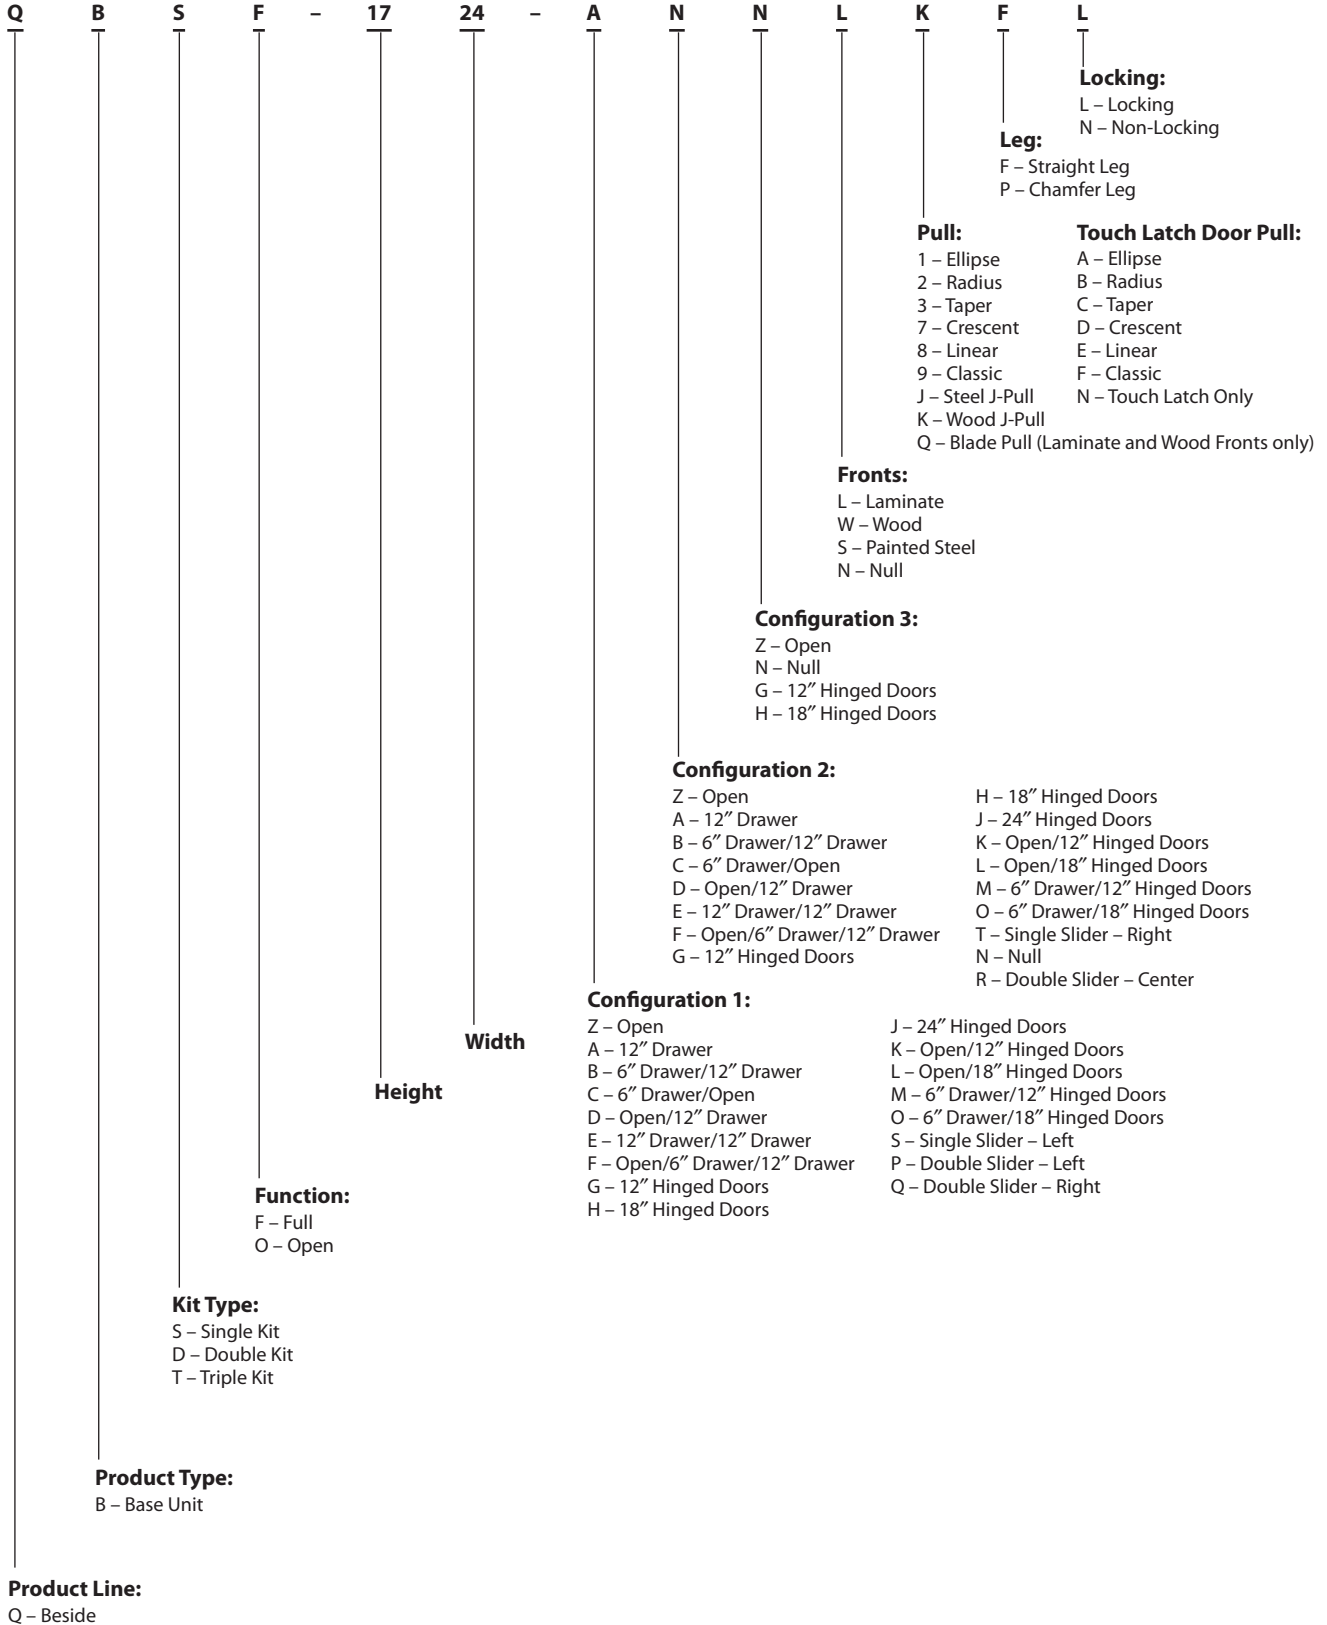 Q B S F – 17 24 – A N N L K F L
Locking:
L – Locking
N – Non-Locking
Leg:
F – Straight Leg
P – Chamfer Leg
Pull:
1 – Ellipse
2 – Radius
3 – Taper
7 – Crescent
8 – Linear
9 – Classic
J – Steel J-Pull
K – Wood J-Pull
Q – Blade Pull (Laminate and Wood Fronts only)
Touch Latch Door Pull:
A – Ellipse
B – Radius
C – Taper
D – Crescent
E – Linear
F – Classic
N – Touch Latch Only
Fronts:
L – Laminate
W – Wood
S – Painted Steel
N – Null
Configuration 3:
Z – Open
N – Null
G – 12″ Hinged Doors
H – 18″ Hinged Doors
Configuration 2:
Z – Open
A – 12″ Drawer
B – 6″ Drawer/12″ Drawer
C – 6″ Drawer/Open
D – Open/12″ Drawer
E – 12″ Drawer/12″ Drawer
F – Open/6″ Drawer/12″ Drawer
G – 12″ Hinged Doors
H – 18″ Hinged Doors
J – 24″ Hinged Doors
K – Open/12″ Hinged Doors
L – Open/18″ Hinged Doors
M – 6″ Drawer/12″ Hinged Doors
O – 6″ Drawer/18″ Hinged Doors
T – Single Slider – Right
N – Null
R – Double Slider – Center
Configuration 1:
Z – Open
A – 12″ Drawer
B – 6″ Drawer/12″ Drawer
C – 6″ Drawer/Open
D – Open/12″ Drawer
E – 12″ Drawer/12″ Drawer
F – Open/6″ Drawer/12″ Drawer
G – 12″ Hinged Doors
H – 18″ Hinged Doors
J – 24″ Hinged Doors
K – Open/12″ Hinged Doors
L – Open/18″ Hinged Doors
M – 6″ Drawer/12″ Hinged Doors
O – 6″ Drawer/18″ Hinged Doors
S – Single Slider – Left
P – Double Slider – Left
Q – Double Slider – Right
Width
Height
Function:
F – Full
O – Open
Kit Type:
S – Single Kit
D – Double Kit
T – Triple Kit
Product Type:
B – Base Unit
Product Line:
Q – Beside